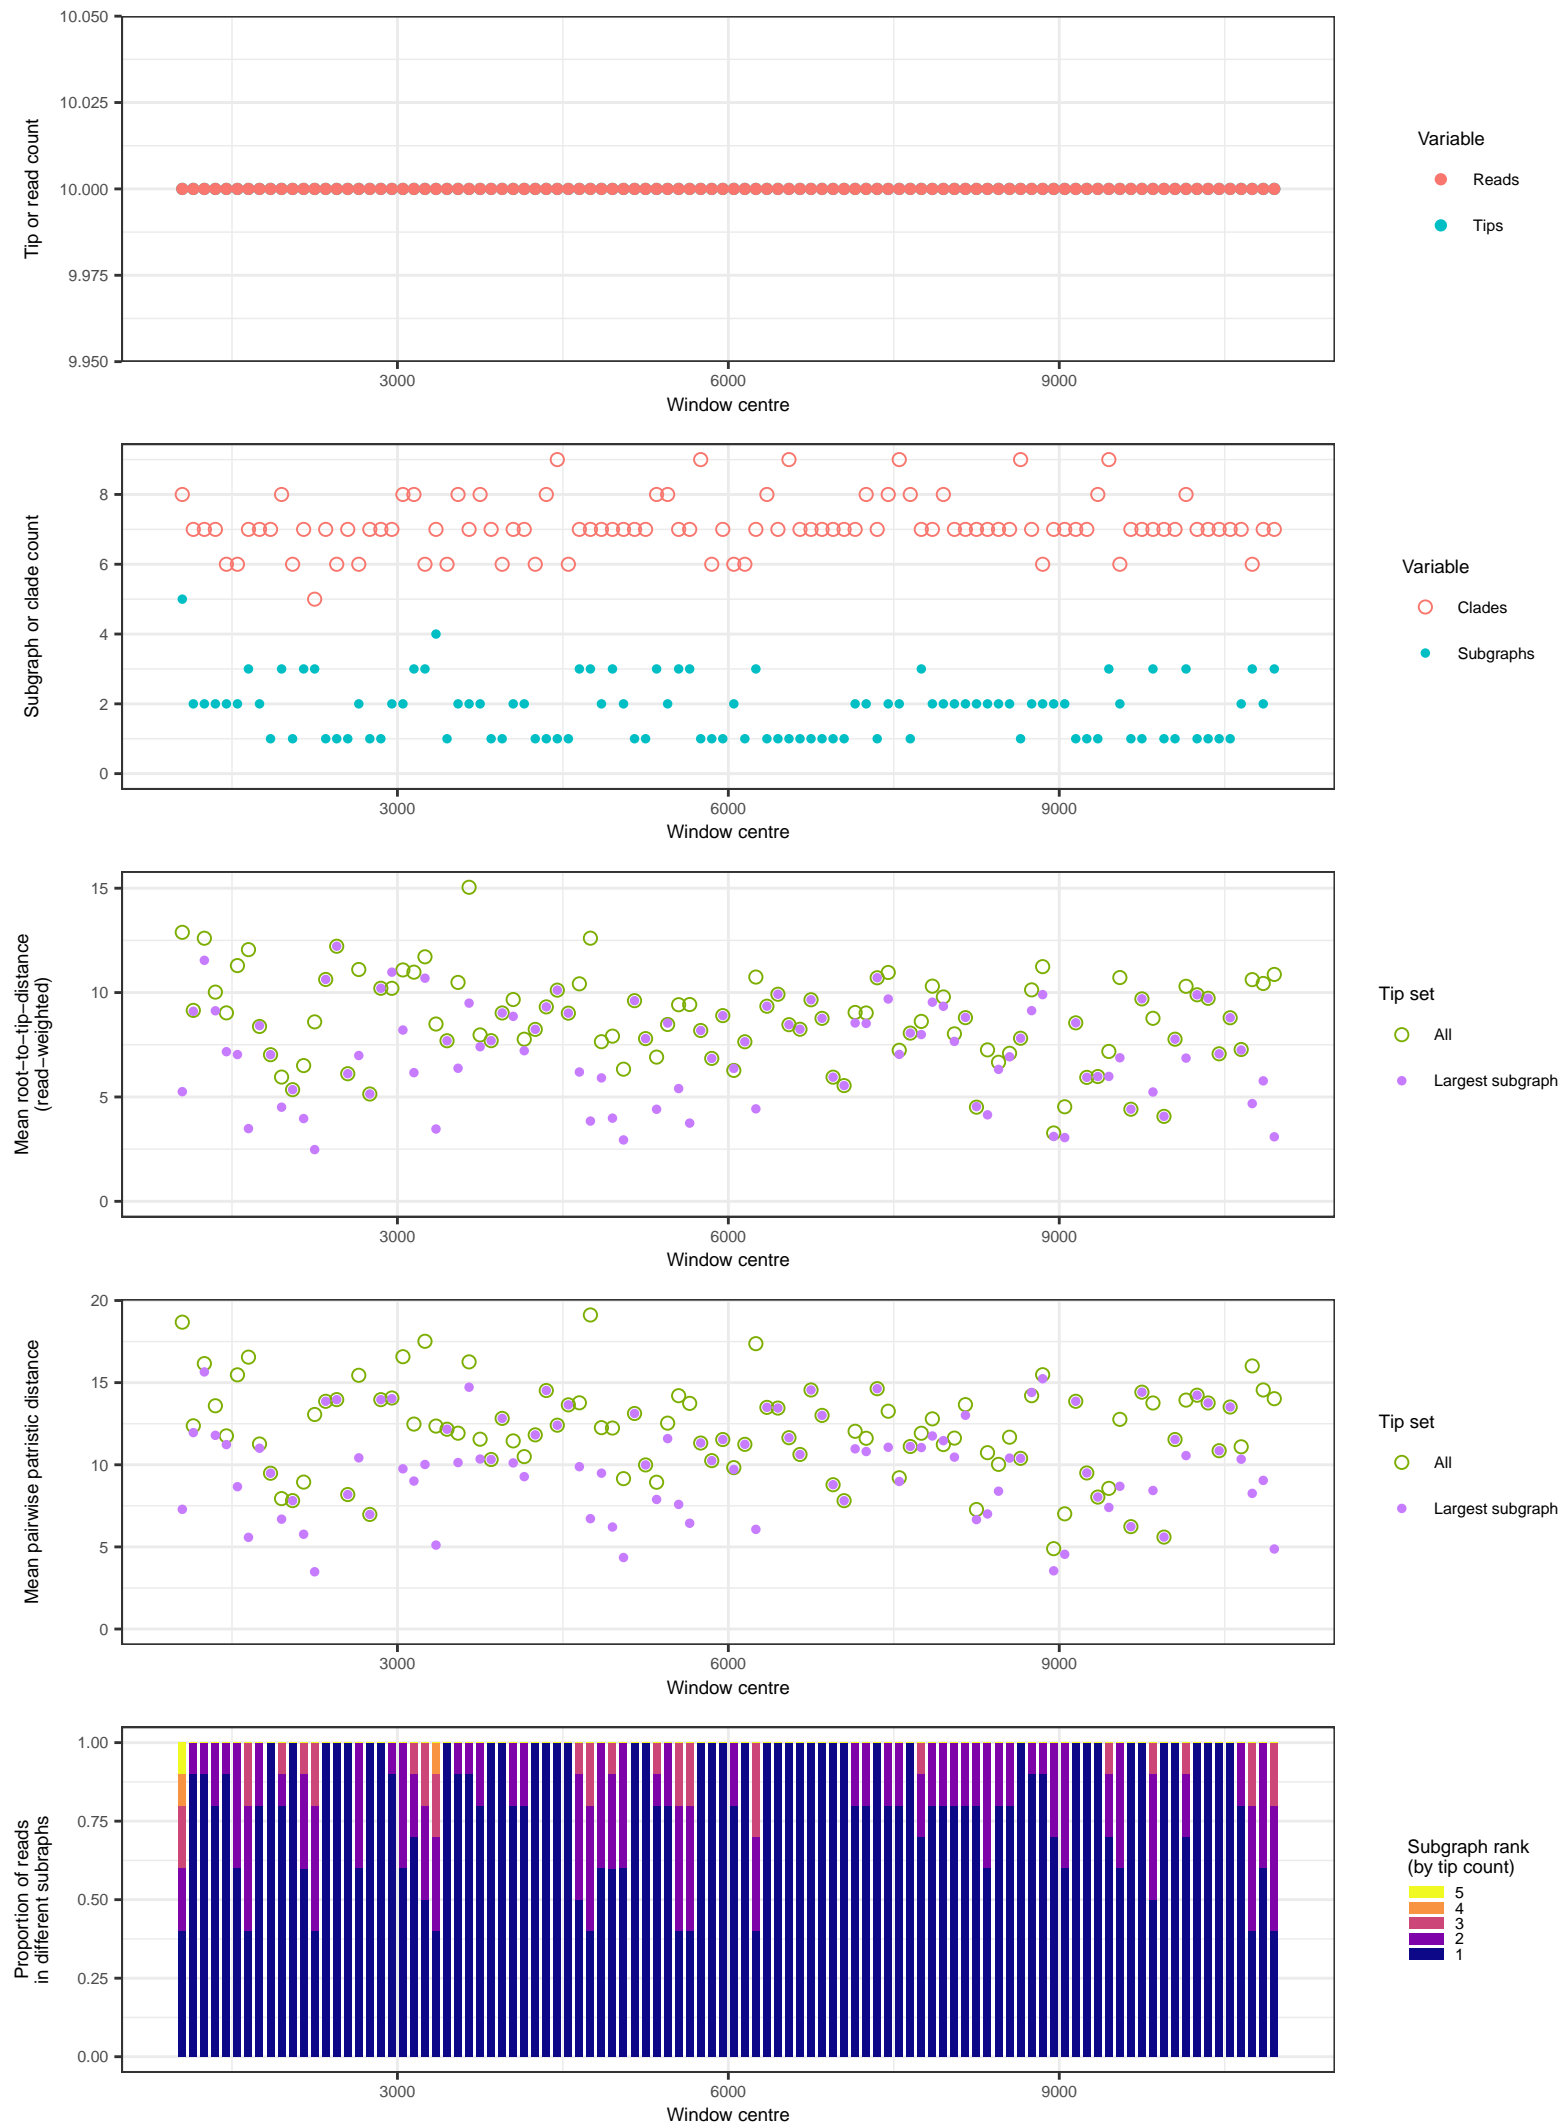 10.050
10.025
10.000
9.975
9.950
Tip or read count
3000 6000 9000
Window centre
Variable
Reads
Tips
8
6
4
2
0
Subgraph or clade count
3000 6000 9000
Window centre
Variable
Clades
Subgraphs
15
10
5
0
Mean root−to−tip−distance
(read−weighted)
3000 6000 9000
Window centre
Tip set
All
Largest subgraph
20
15
10
5
0
Mean pairwise patristic distance
3000 6000 9000
Window centre
Tip set
All
Largest subgraph
1.00
0.75
0.50
0.25
0.00
Proportion of reads
in different subraphs
3000 6000 9000
Window centre
Subgraph rank
(by tip count)
5
4
3
2
1